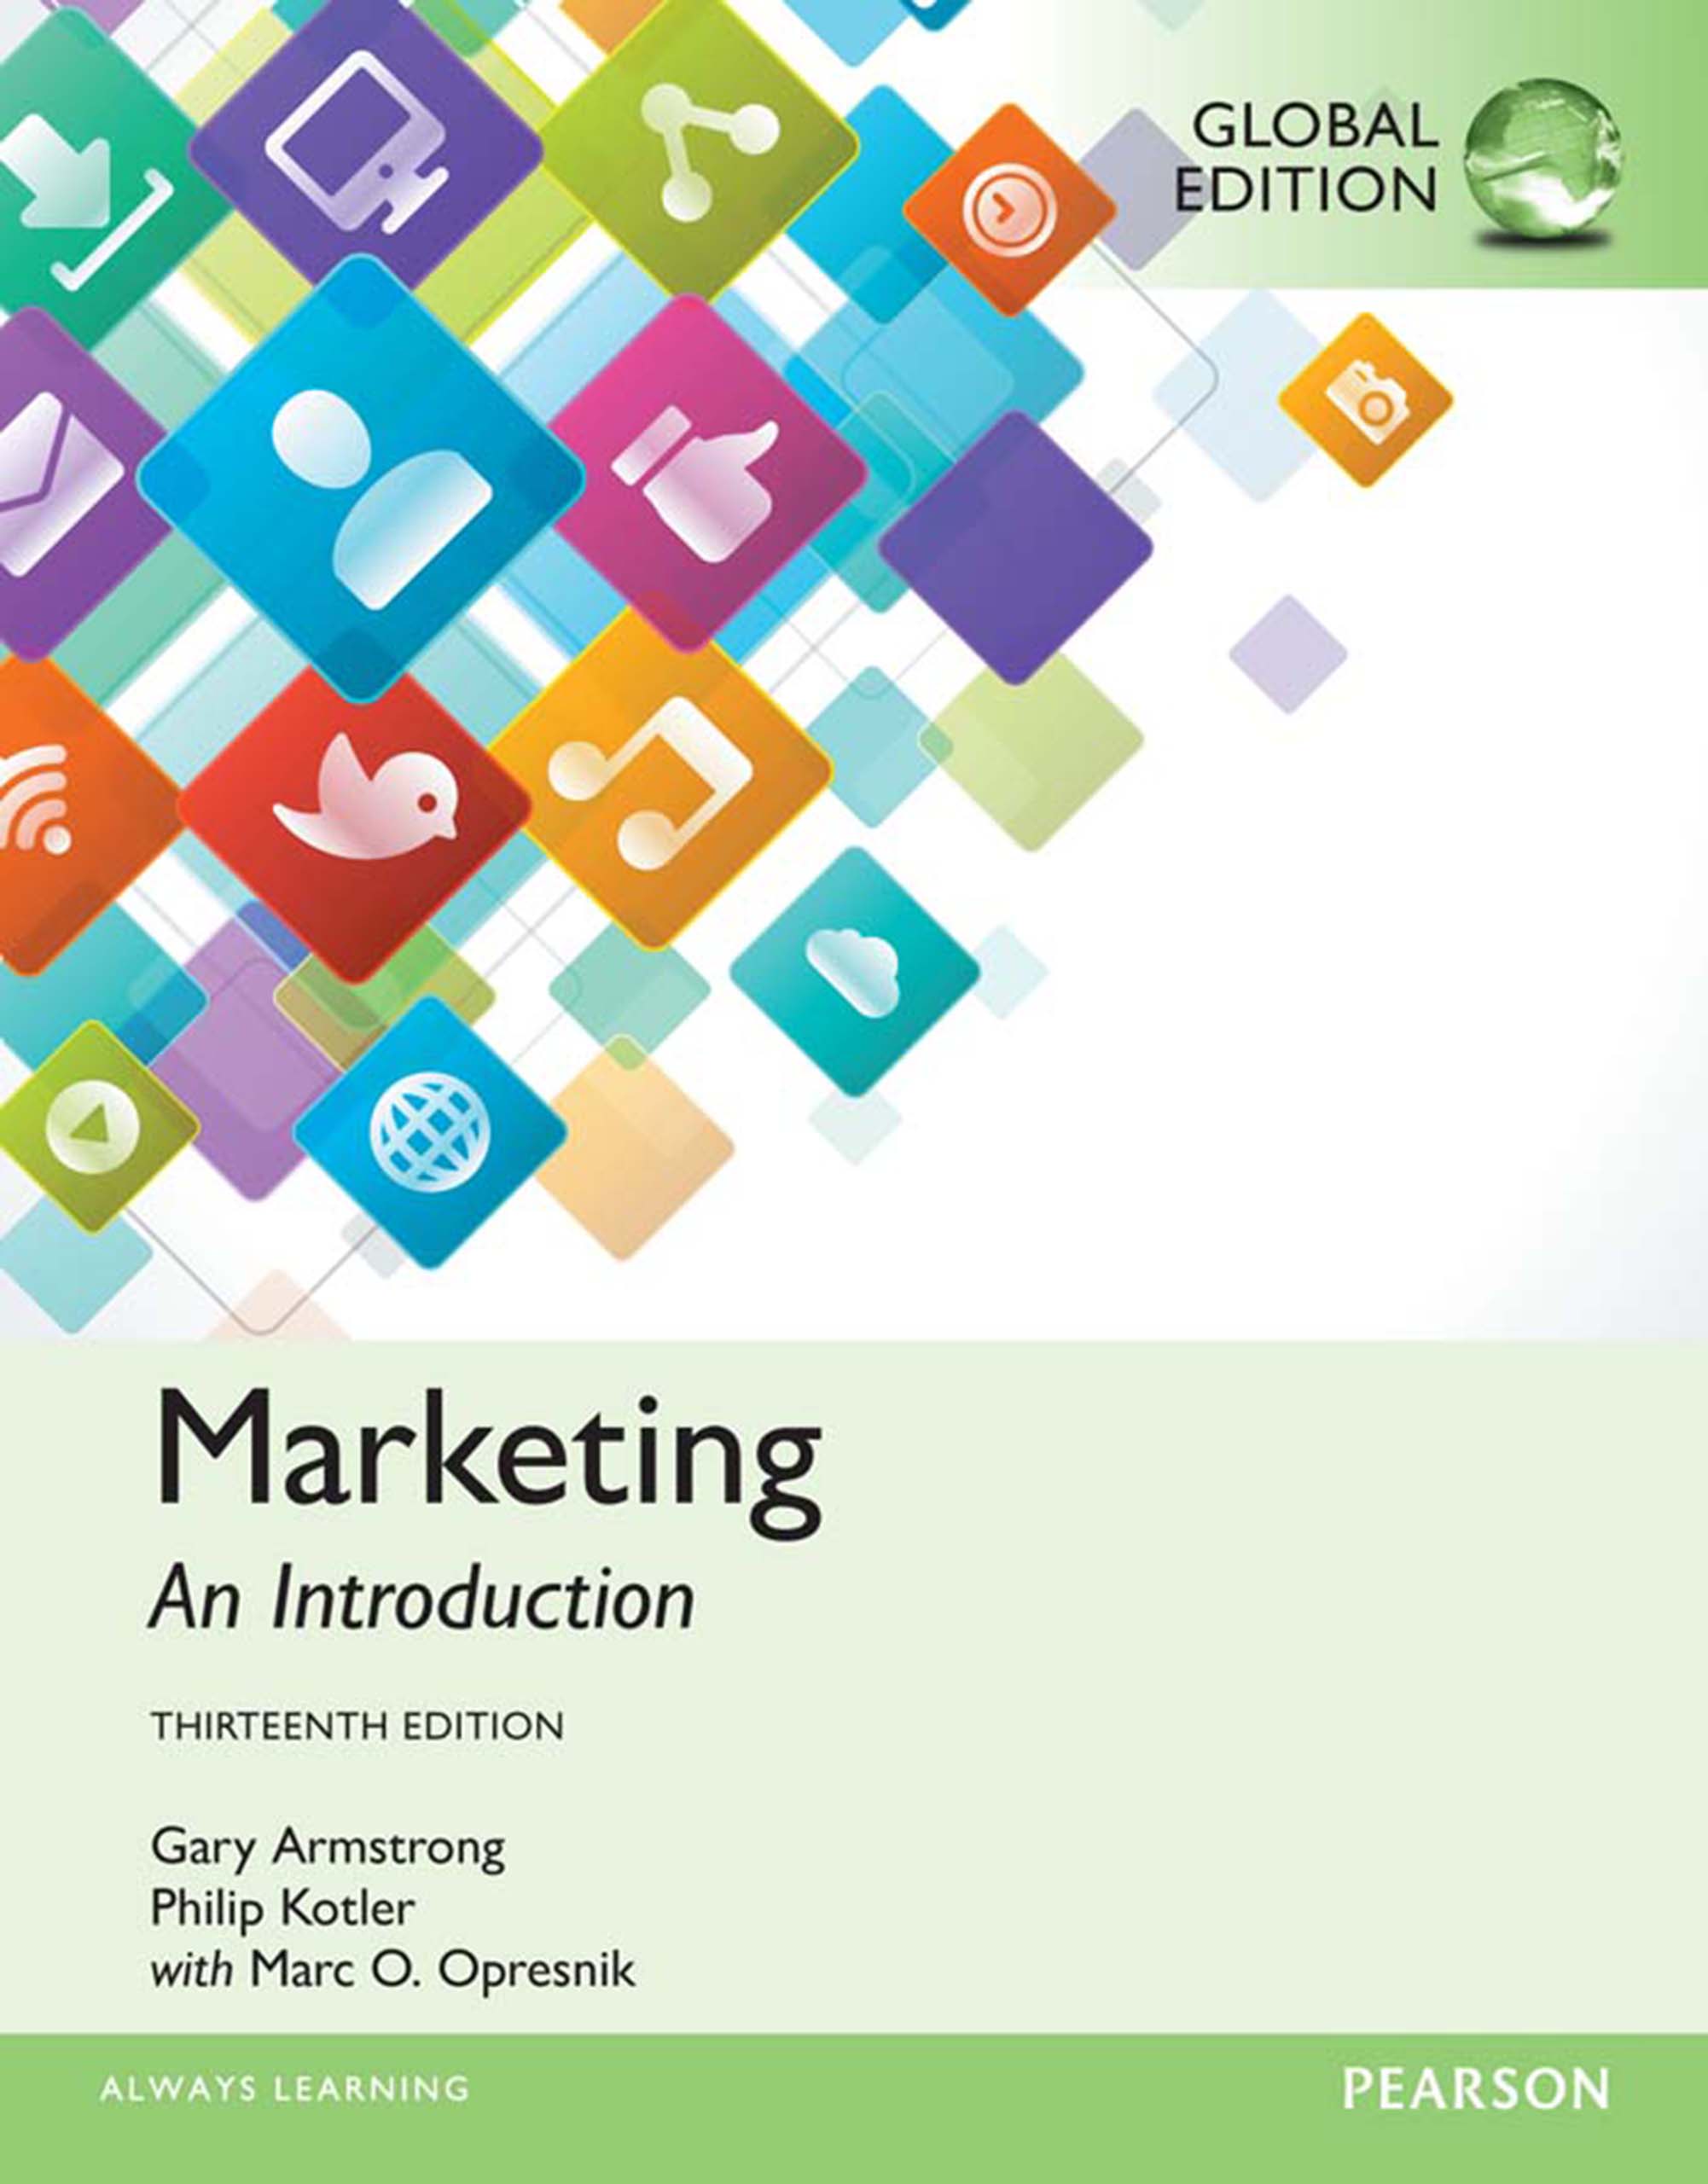 GLOBAL
EDITION
Marketing
An Introduction
THIRTEENTH EDITION
Gary Armstrong
Philip Kotler
with Marc O. Opresnik
ALWAYS LEARNING
PEARSON